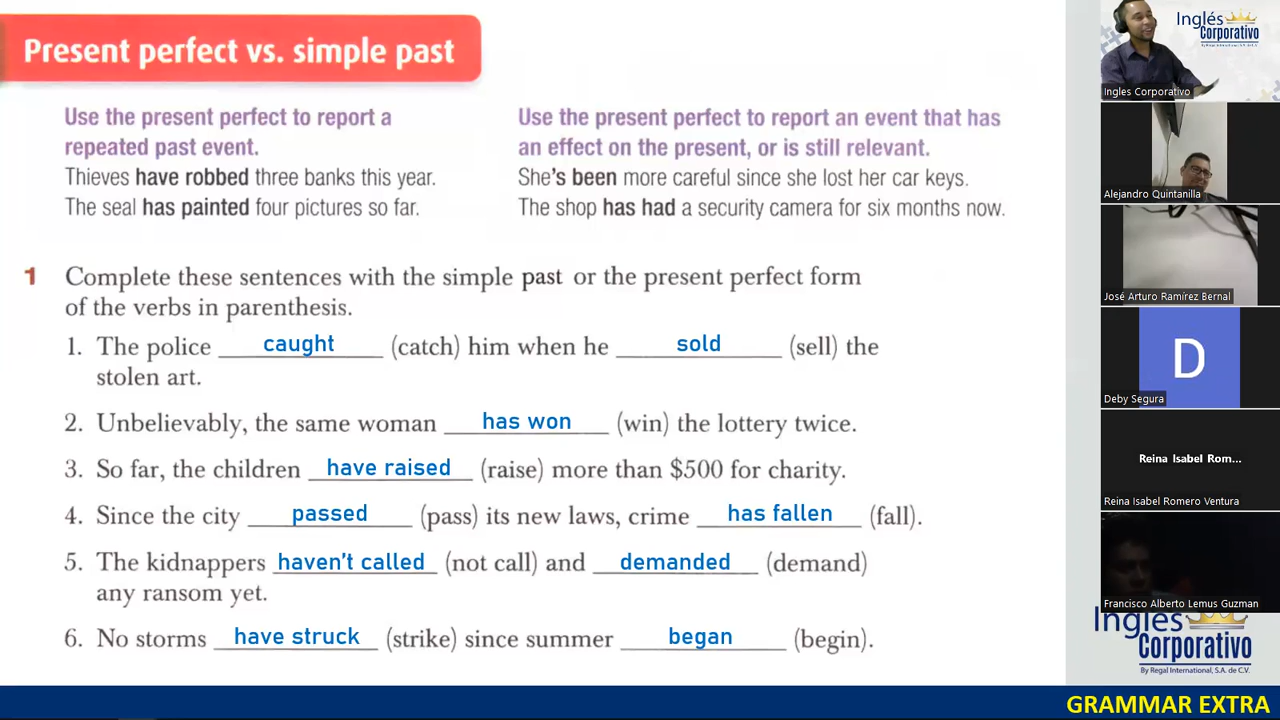 Present perfect vs. simple past
Use the present perfect to report a
repeated past event.
Thieves have robbed three banks this year.
The seal has painted four pictures so far.
Use the present perfect to report an event that has
an effect on the present, or is still relevant.
She's been more careful since she lost her car keys.
The shop has had a security camera for six months now.
1 Complete these sentences with the simple past or the present perfect form
of the verbs in parenthesis.
1. The police caught (catch) him when he sold (sell) the
stolen art.
2. Unbelievably, the same woman has won (win) the lottery twice.
3. So far, the children have raised (raise) more than $500 for charity.
4. Since the city passed (pass) its new laws, crime has fallen (fall).
5. The kidnappers haven't called (not call) and demanded (demand)
any ransom yet.
6. No storms have struck (strike) since summer began (begin).
Inglés
Corporativo
By Regal International, S.A. de C.V.
Ingles Corporativo
Alejandro Quintanilla
José Arturo Ramírez Bernal
D
Deby Segura
Reina Isabel Rom...
Reina Isabel Romero Ventura
Francisco Alberto Lemus Guzman
Inglés
Corporativo
By Regal International, S.A. de C.V.
GRAMMAR EXTRA